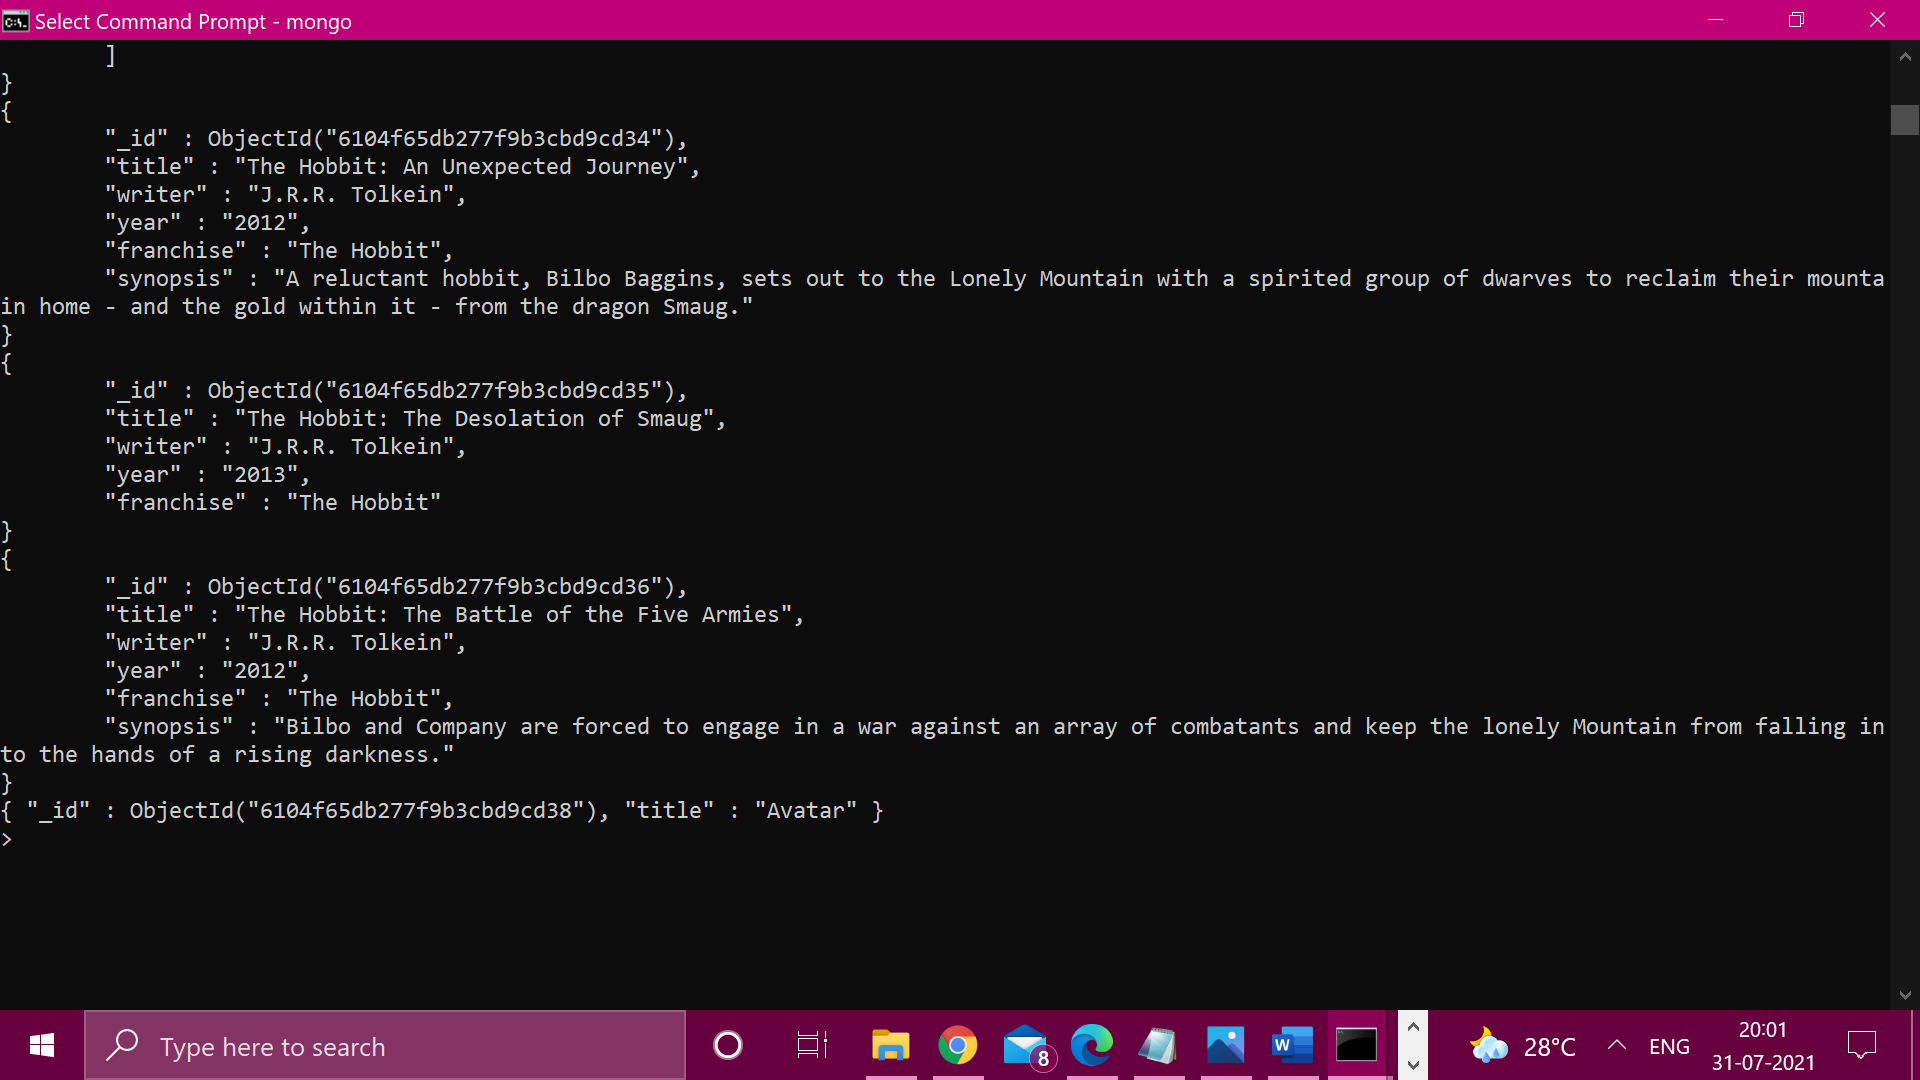 Select Command Prompt - mongo
        ]
}
{
        "_id" : ObjectId("6104f65db277f9b3cbd9cd34"),
        "title" : "The Hobbit: An Unexpected Journey",
        "writer" : "J.R.R. Tolkein",
        "year" : "2012",
        "franchise" : "The Hobbit",
        "synopsis" : "A reluctant hobbit, Bilbo Baggins, sets out to the Lonely Mountain with a spirited group of dwarves to reclaim their mounta
in home - and the gold within it - from the dragon Smaug."
}
{
        "_id" : ObjectId("6104f65db277f9b3cbd9cd35"),
        "title" : "The Hobbit: The Desolation of Smaug",
        "writer" : "J.R.R. Tolkein",
        "year" : "2013",
        "franchise" : "The Hobbit"
}
{
        "_id" : ObjectId("6104f65db277f9b3cbd9cd36"),
        "title" : "The Hobbit: The Battle of the Five Armies",
        "writer" : "J.R.R. Tolkein",
        "year" : "2012",
        "franchise" : "The Hobbit",
        "synopsis" : "Bilbo and Company are forced to engage in a war against an array of combatants and keep the lonely Mountain from falling in
to the hands of a rising darkness."
}
{ "_id" : ObjectId("6104f65db277f9b3cbd9cd38"), "title" : "Avatar" }
>
Type here to search
8
W
28°C
ENG
20:01
31-07-2021